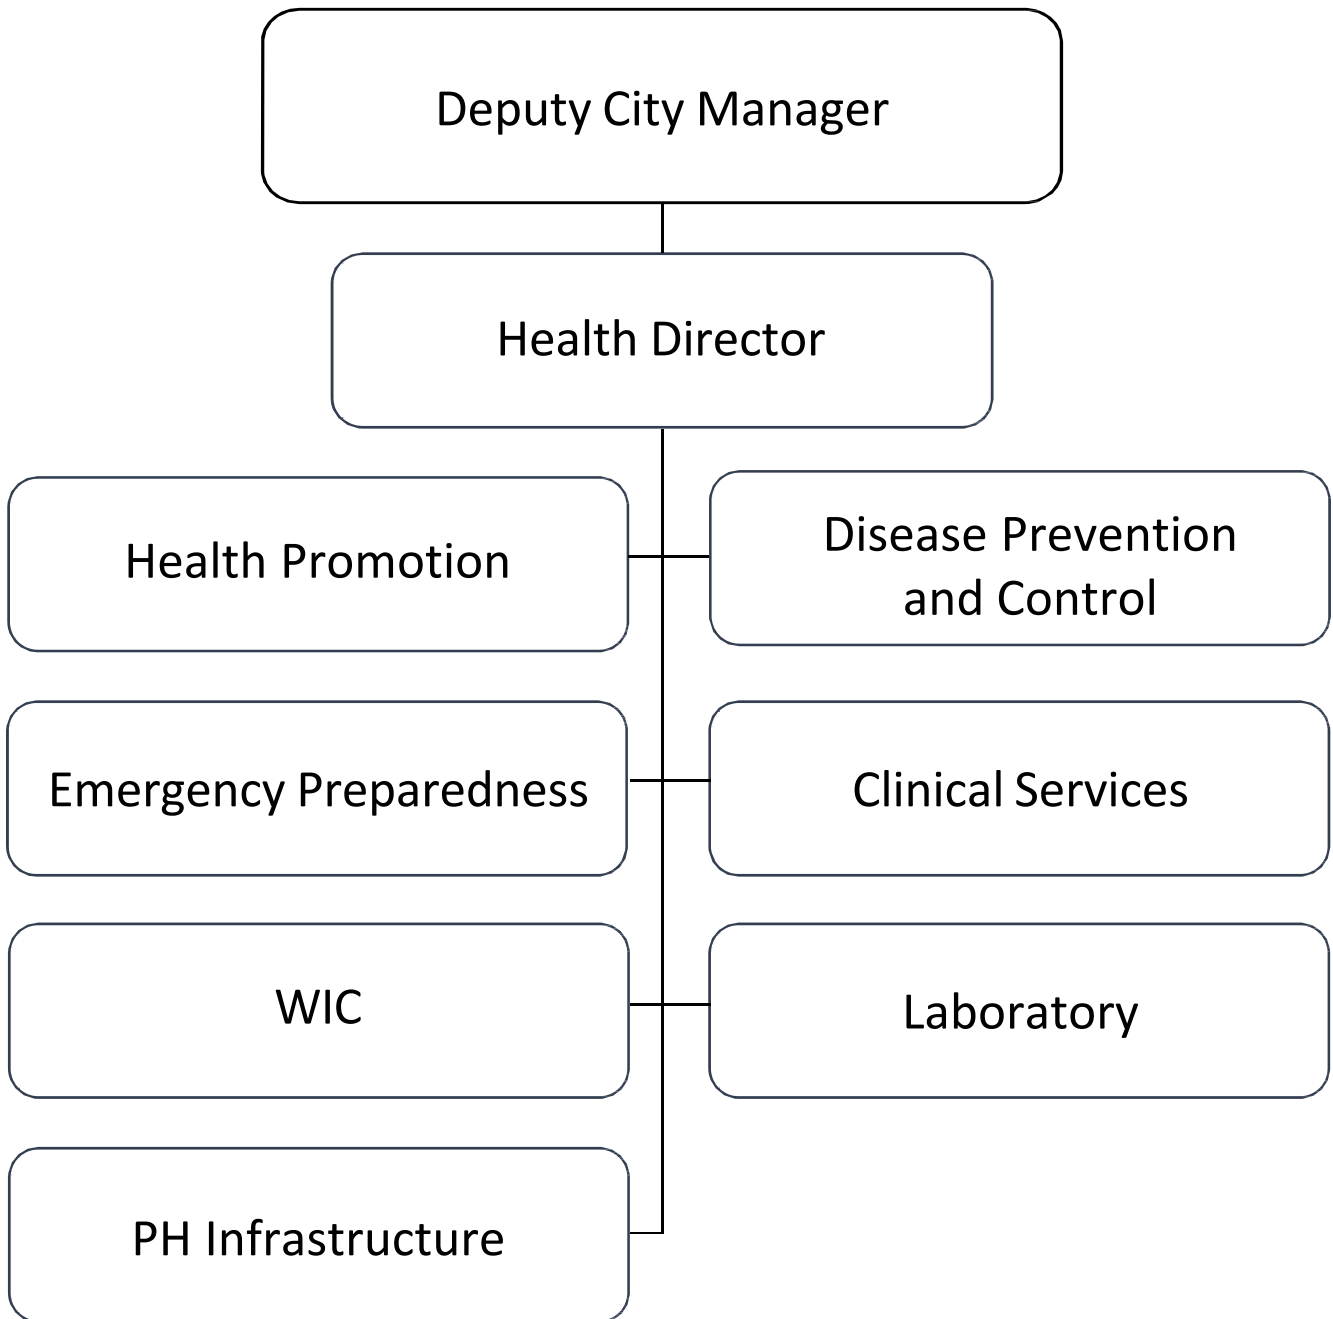 Deputy City Manager
Health Director
Health Promotion
Disease Prevention
and Control
Emergency Preparedness
Clinical Services
WIC
Laboratory
PH Infrastructure